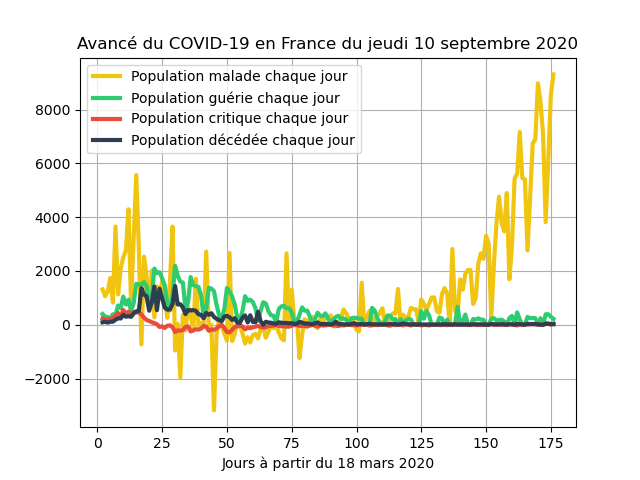 Avancé du COVID-19 en France du jeudi 10 septembre 2020
Population malade chaque jour
Population guérie chaque jour
Population critique chaque jour
Population décédée chaque jour
8000
6000
4000
2000
0
−2000
0 25 50 75 100 125 150 175
Jours à partir du 18 mars 2020